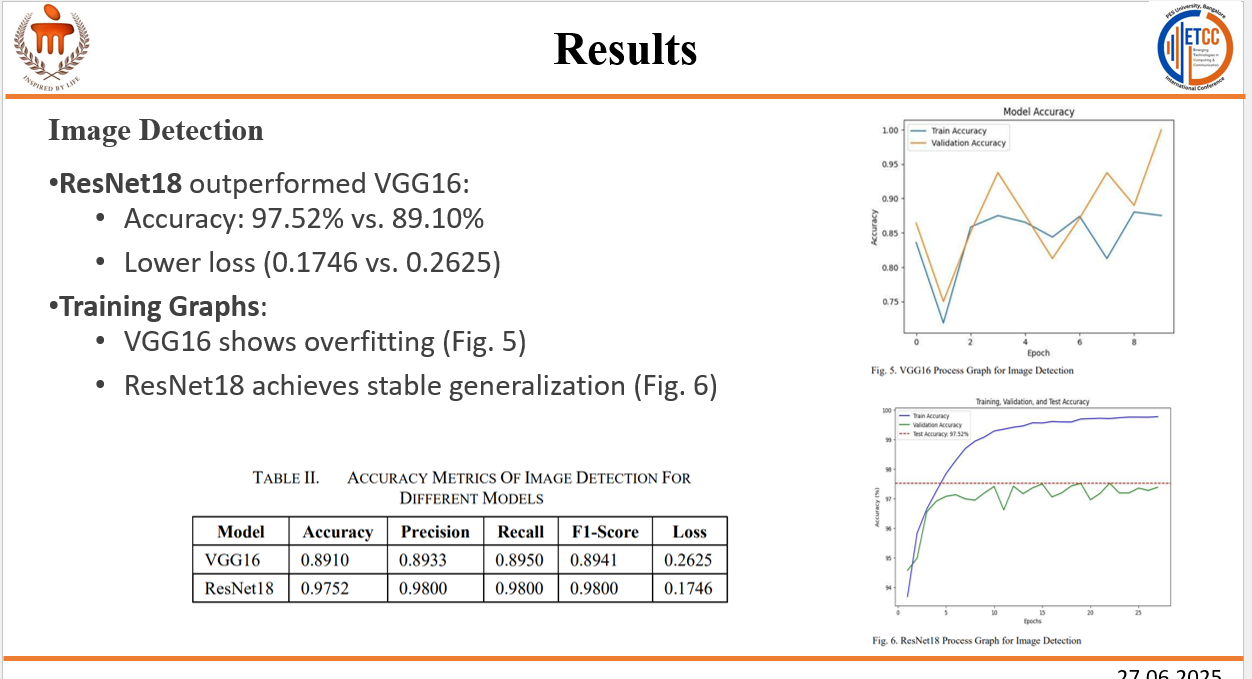 INSPIRED BY LIFE
Results
PES University, Bangalore
ETCC
Emerging
Technologies in
Computing &
Communication
International Conference
Image Detection
•ResNet18 outperformed VGG16:
• Accuracy: 97.52% vs. 89.10%
• Lower loss (0.1746 vs. 0.2625)
•Training Graphs:
• VGG16 shows overfitting (Fig. 5)
• ResNet18 achieves stable generalization (Fig. 6)
TABLE II. ACCURACY METRICS OF IMAGE DETECTION FOR
DIFFERENT MODELS
Model Accuracy Precision Recall F1-Score Loss
VGG16 0.8910 0.8933 0.8950 0.8941 0.2625
ResNet18 0.9752 0.9800 0.9800 0.9800 0.1746
Model Accuracy
Train Accuracy
Validation Accuracy
1.00
0.95
0.90
0.85
0.80
0.75
Accuracy
0 2 4 6 8
Epoch
Fig. 5. VGG16 Process Graph for Image Detection
Training, Validation, and Test Accuracy
Train Accuracy
Validation Accuracy
Test Accuracy: 97.52%
100
99
98
97
96
95
94
Accuracy (%)
0 5 10 15 20 25
Epochs
Fig. 6. ResNet18 Process Graph for Image Detection
27.06.2025